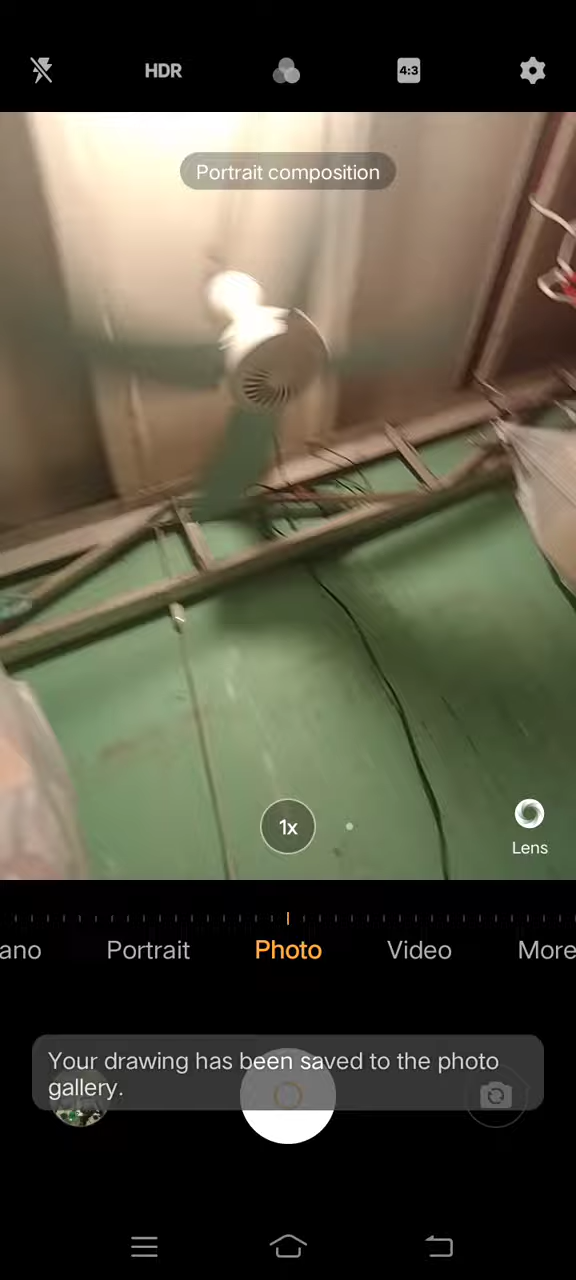 HDR
4:3
Portrait composition
1x
Lens
ano
Portrait
Photo
Video
More
Your drawing has been saved to the photo
gallery.